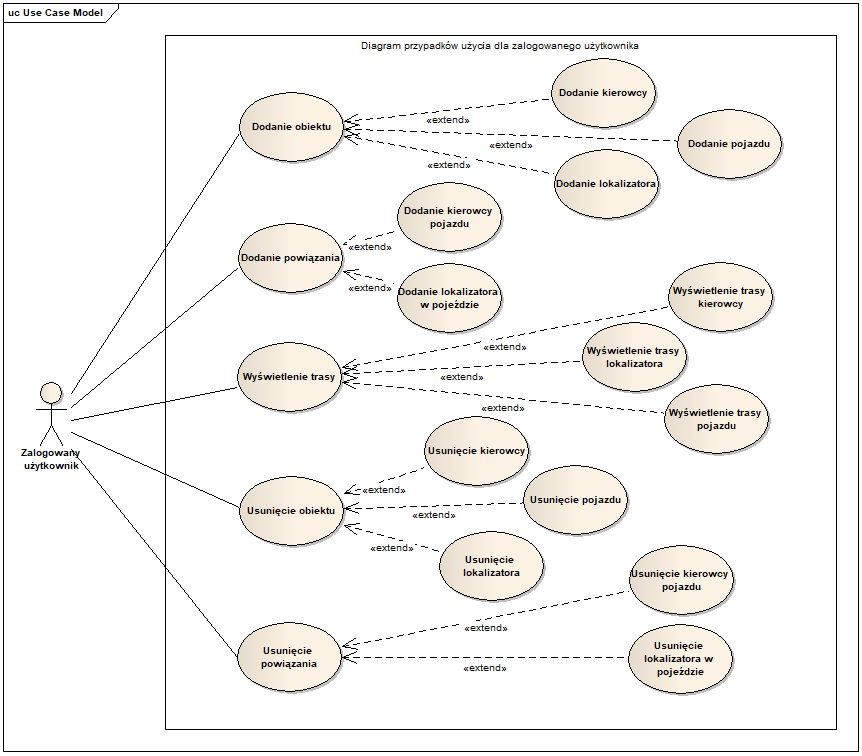 uc Use Case Model
Diagram przypadków użycia dla zalogowanego użytkownika
Dodanie kierowcy
Dodanie obiektu
«extend»
«extend»
Dodanie pojazdu
«extend»
Dodanie lokalizatora
Dodanie kierowcy
pojazdu
Dodanie powiązania
«extend»
«extend»
Dodanie lokalizatora
w pojeździe
Wyświetlenie trasy
kierowcy
«extend»
Wyświetlenie trasy
lokalizatora
Wyświetlenie trasy
«extend»
«extend»
Wyświetlenie trasy
pojazdu
Zalogowany
użytkownik
Usunięcie kierowcy
«extend»
Usunięcie pojazdu
Usunięcie obiektu
«extend»
«extend»
Usunięcie
lokalizatora
Usunięcie kierowcy
pojazdu
«extend»
Usunięcie
powiązania
Usunięcie
lokalizatora w
pojeździe
«extend»